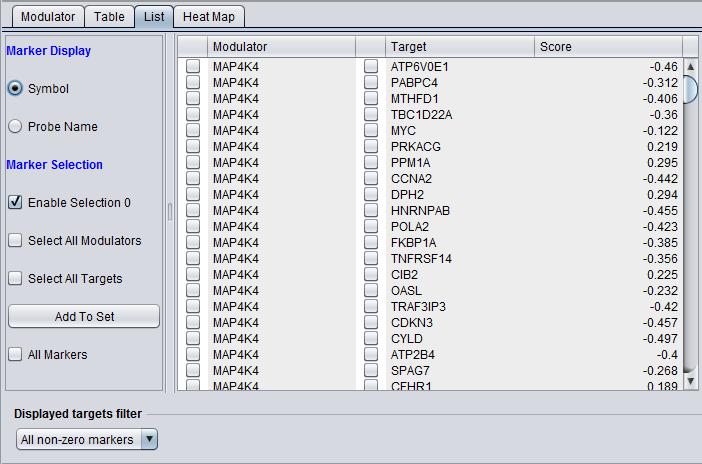 Modulator Table List Heat Map
Marker Display
Symbol
Probe Name
Marker Selection
Enable Selection 0
Select All Modulators
Select All Targets
Add To Set
All Markers
Modulator Target Score
MAP4K4 ATP6V0E1 -0.46
MAP4K4 PABPC4 -0.312
MAP4K4 MTHFD1 -0.406
MAP4K4 TBC1D22A -0.36
MAP4K4 MYC -0.122
MAP4K4 PRKACG 0.219
MAP4K4 PPM1A 0.295
MAP4K4 CCNA2 -0.442
MAP4K4 DPH2 0.294
MAP4K4 HNRNPAB -0.455
MAP4K4 POLA2 -0.423
MAP4K4 FKBP1A -0.385
MAP4K4 TNFRSF14 -0.356
MAP4K4 CIB2 0.225
MAP4K4 OASL -0.232
MAP4K4 TRAF3IP3 -0.42
MAP4K4 CDKN3 -0.457
MAP4K4 CYLD -0.497
MAP4K4 ATP2B4 -0.4
MAP4K4 SPAG7 -0.268
MAP4K4 CFHR1 0.189
Displayed targets filter
All non-zero markers